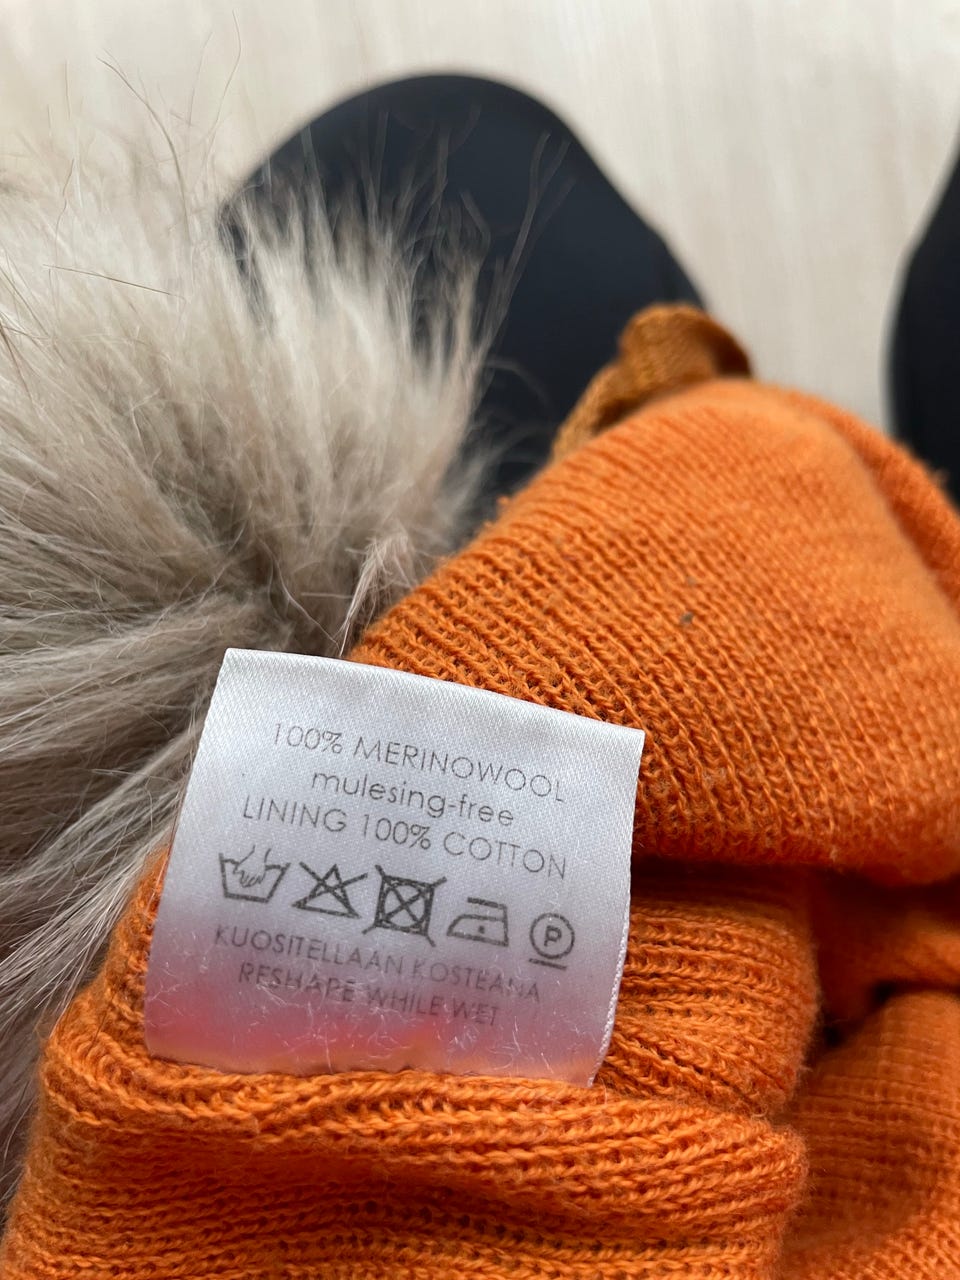 100% MERINOWOOL
mulesing-free
LINING 100% COTTON
P
KUOSITELLAAN KOSTEANA
RESHAPE WHILE WET